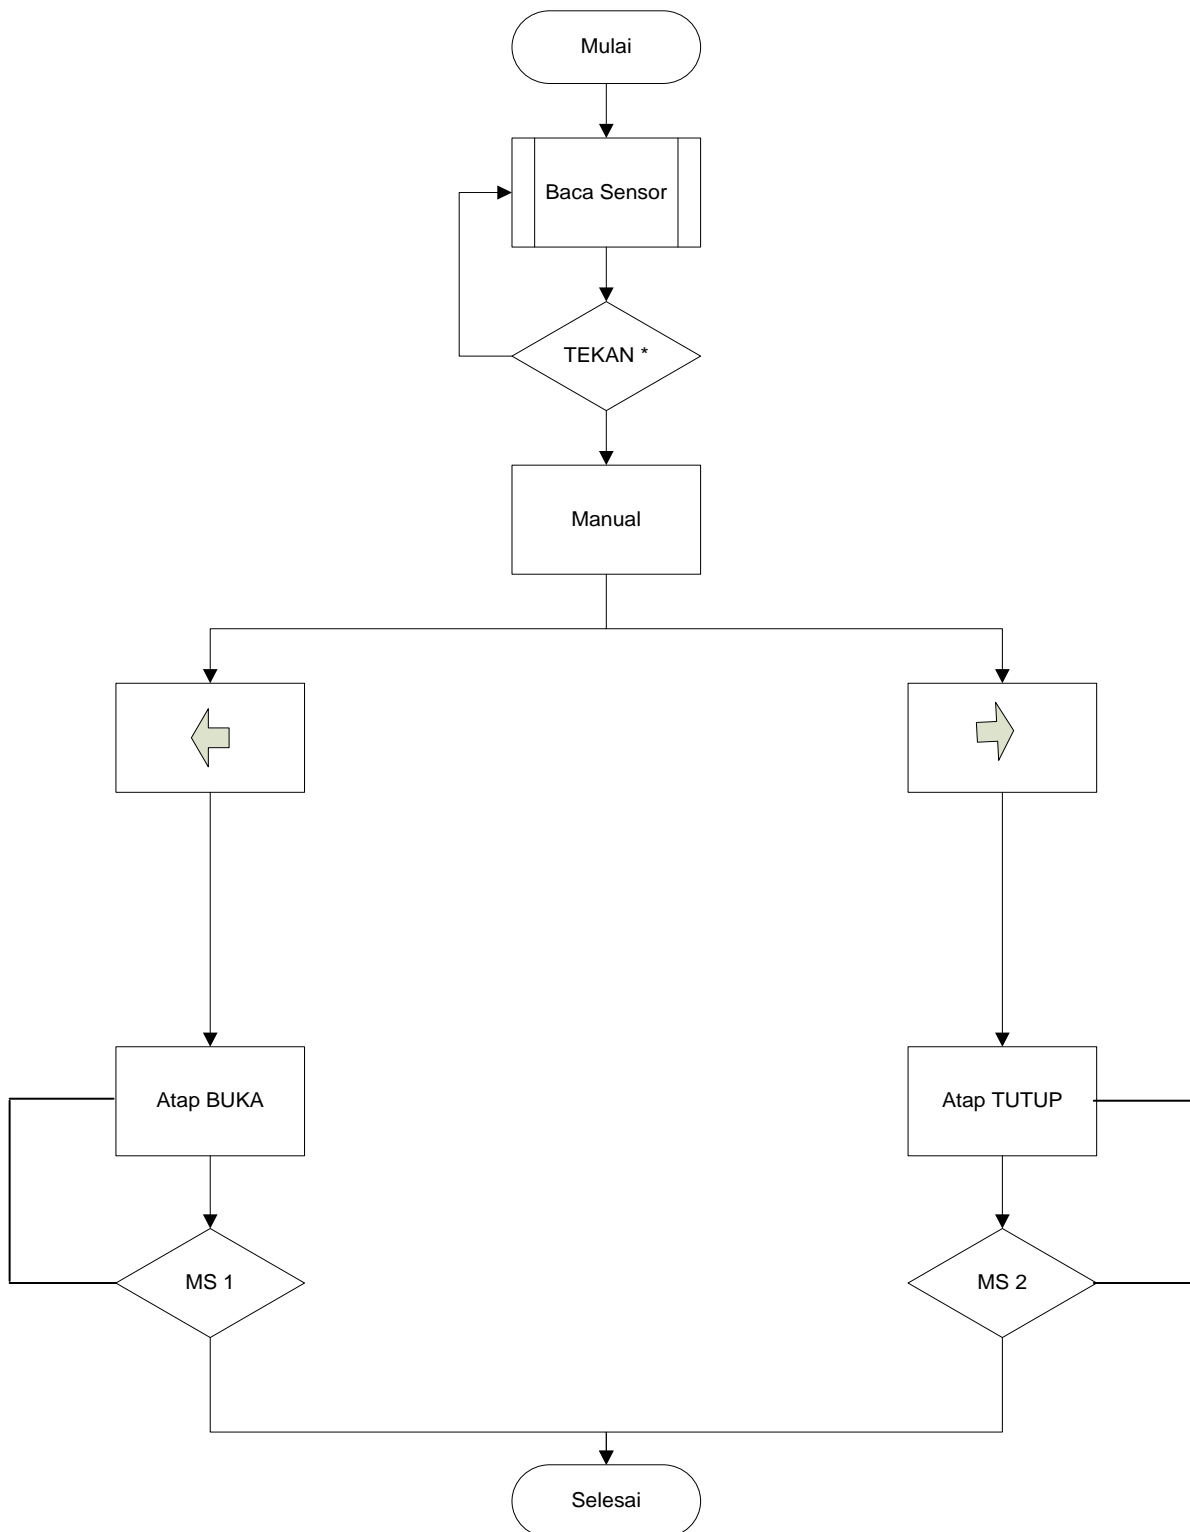 Mulai
Baca Sensor
TEKAN *
Manual
Atap BUKA
Atap TUTUP
MS 1
MS 2
Selesai